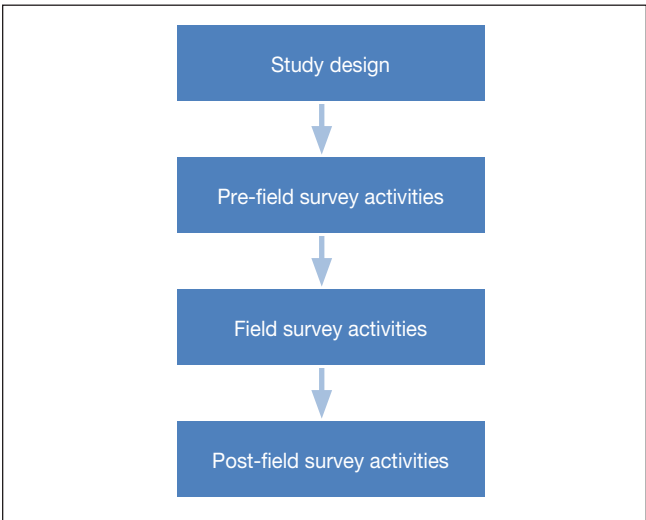 Study design
Pre-field survey activities
Field survey activities
Post-field survey activities